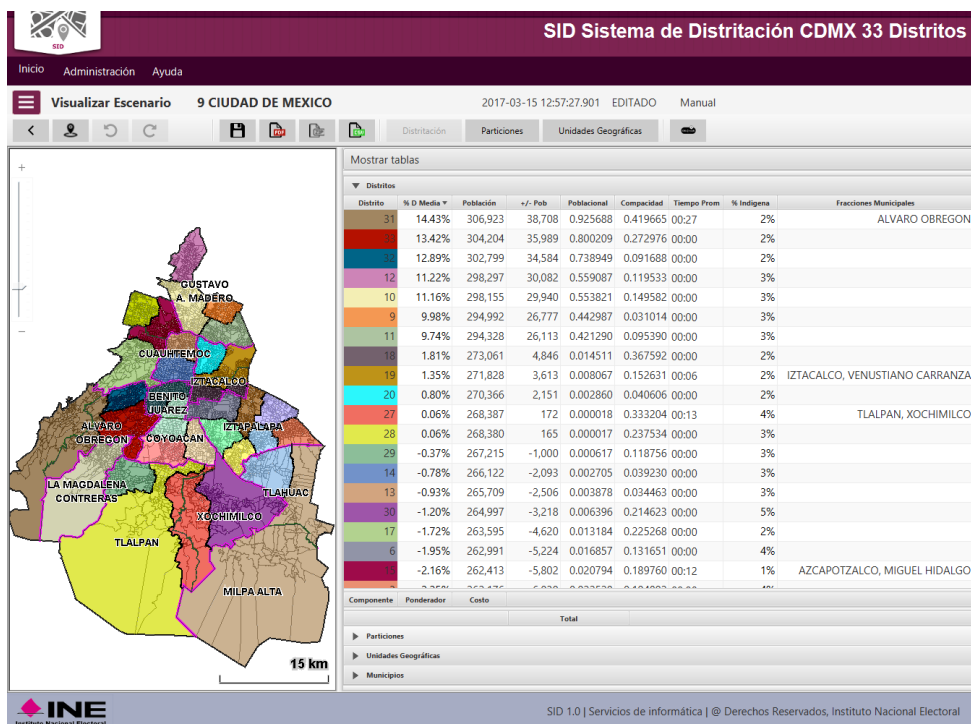 SID
SID Sistema de Distritación CDMX 33 Distritos
Inicio Administración Ayuda
Visualizar Escenario 9 CIUDAD DE MEXICO 2017-03-15 12:57:27.901 EDITADO Manual
Distritación Particiones Unidades Geográficas
Mostrar tablas
Distritos
Distrito % D Media ▼ Población +/- Pob Poblacional Compacidad Tiempo Prom % Indigena Fracciones Municipales
31 14.43% 306,923 38,708 0.925688 0.419665 00:27 2% ALVARO OBREGON
33 13.42% 304,204 35,989 0.800209 0.272976 00:00 2%
32 12.89% 302,799 34,584 0.738949 0.091688 00:00 2%
12 11.22% 298,297 30,082 0.559087 0.119533 00:00 3%
10 11.16% 298,155 29,940 0.553821 0.149582 00:00 3%
9 9.98% 294,992 26,777 0.442987 0.031014 00:00 3%
11 9.74% 294,328 26,113 0.421290 0.095390 00:00 3%
18 1.81% 273,061 4,846 0.014511 0.367592 00:00 2%
19 1.35% 271,828 3,613 0.008067 0.152631 00:06 2% IZTACALCO, VENUSTIANO CARRANZA
20 0.80% 270,366 2,151 0.002860 0.040606 00:00 2%
27 0.06% 268,387 172 0.000018 0.333204 00:13 4% TLALPAN, XOCHIMILCO
28 0.06% 268,380 165 0.000017 0.237534 00:00 3%
29 -0.37% 267,215 -1,000 0.000617 0.118756 00:00 3%
14 -0.78% 266,122 -2,093 0.002705 0.039230 00:00 3%
13 -0.93% 265,709 -2,506 0.003878 0.034463 00:00 3%
30 -1.20% 264,997 -3,218 0.006396 0.214623 00:00 5%
17 -1.72% 263,595 -4,620 0.013184 0.225268 00:00 2%
6 -1.95% 262,991 -5,224 0.016857 0.131651 00:00 4%
15 -2.16% 262,413 -5,802 0.020794 0.189760 00:12 1% AZCAPOTZALCO, MIGUEL HIDALGO
Componente Ponderador Costo
Total
Particiones
Unidades Geográficas
Municipios
GUSTAVO
A. MADERO
CUAUHTEMOC
IZTACALCO
BENITO
JUAREZ
ALVARO
OBREGON
COYOACAN
IZTAPALAPA
LA MAGDALENA
CONTRERAS
TLAHUAC
XOCHIMILCO
TLALPAN
MILPA ALTA
15 km
INE
Instituto Nacional Electoral
SID 1.0 | Servicios de informática | @ Derechos Reservados, Instituto Nacional Electoral